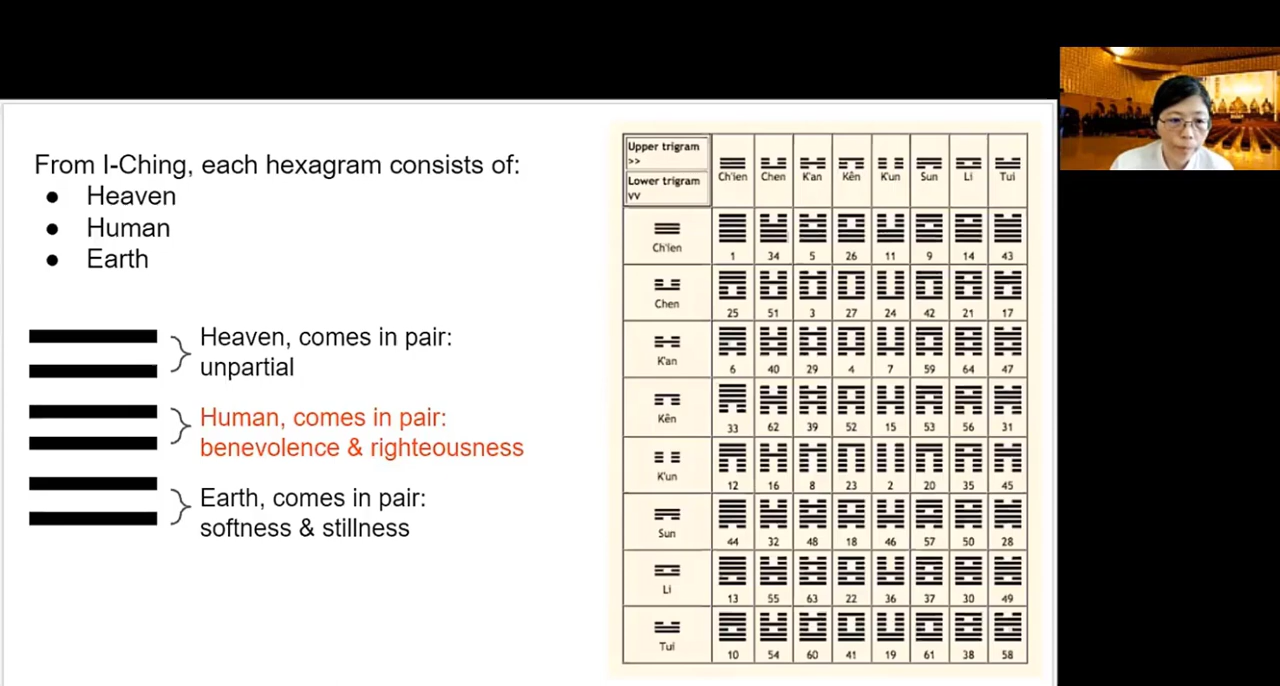 From I-Ching, each hexagram consists of:
● Heaven
● Human
● Earth
Heaven, comes in pair:
unpartial
Human, comes in pair:
benevolence & righteousness
Earth, comes in pair:
softness & stillness
Upper trigram
>>
Lower trigram
VV
Ch'ien Chen K'an Kên K'un Sun Li Tui
Ch'ien
1 34 5 26 11 9 14 43
Chen
25 51 3 27 24 42 21 17
K'an
6 40 29 4 7 59 64 47
Kên
33 62 39 52 15 53 56 31
K'un
12 16 8 23 2 20 35 45
Sun
44 32 48 18 46 57 50 28
Li
13 55 63 22 36 37 30 49
Tui
10 54 60 41 19 61 38 58